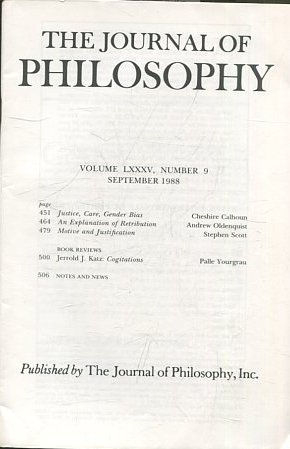 THE JOURNAL OF
PHILOSOPHY
VOLUME LXXXV, NUMBER 9
SEPTEMBER 1988
page
451 Justice, Care, Gender Bias Cheshire Calhoun
464 An Explanation of Retribution Andrew Oldenquist
479 Motive and Justification Stephen Scott
BOOK REVIEWS
500 Jerrold J. Katz: Cogitations Palle Yourgrau
506 NOTES AND NEWS
Published by The Journal of Philosophy, Inc.